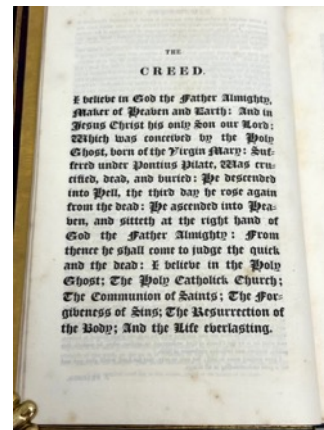 THE
CREED.
I believe in God the Father Almighty,
Maker of Heaven and Earth: And in
Jesus Christ his only Son our Lord:
Which was conceived by the Holy
Ghost, born of the Virgin Mary: Suf-
fered under Pontius Pilate, Was cru-
cified, dead, and buried: He descended
into Hell, the third day he rose again
from the dead: He ascended into Hea-
ven, and sitteth at the right hand of
God the Father Almighty: From
thence he shall come to judge the quick
and the dead: I believe in the Holy
Ghost; The Holy Catholick Church;
The Communion of Saints; The For-
giveness of Sins; The Resurrection of
the Body; And the Life everlasting.